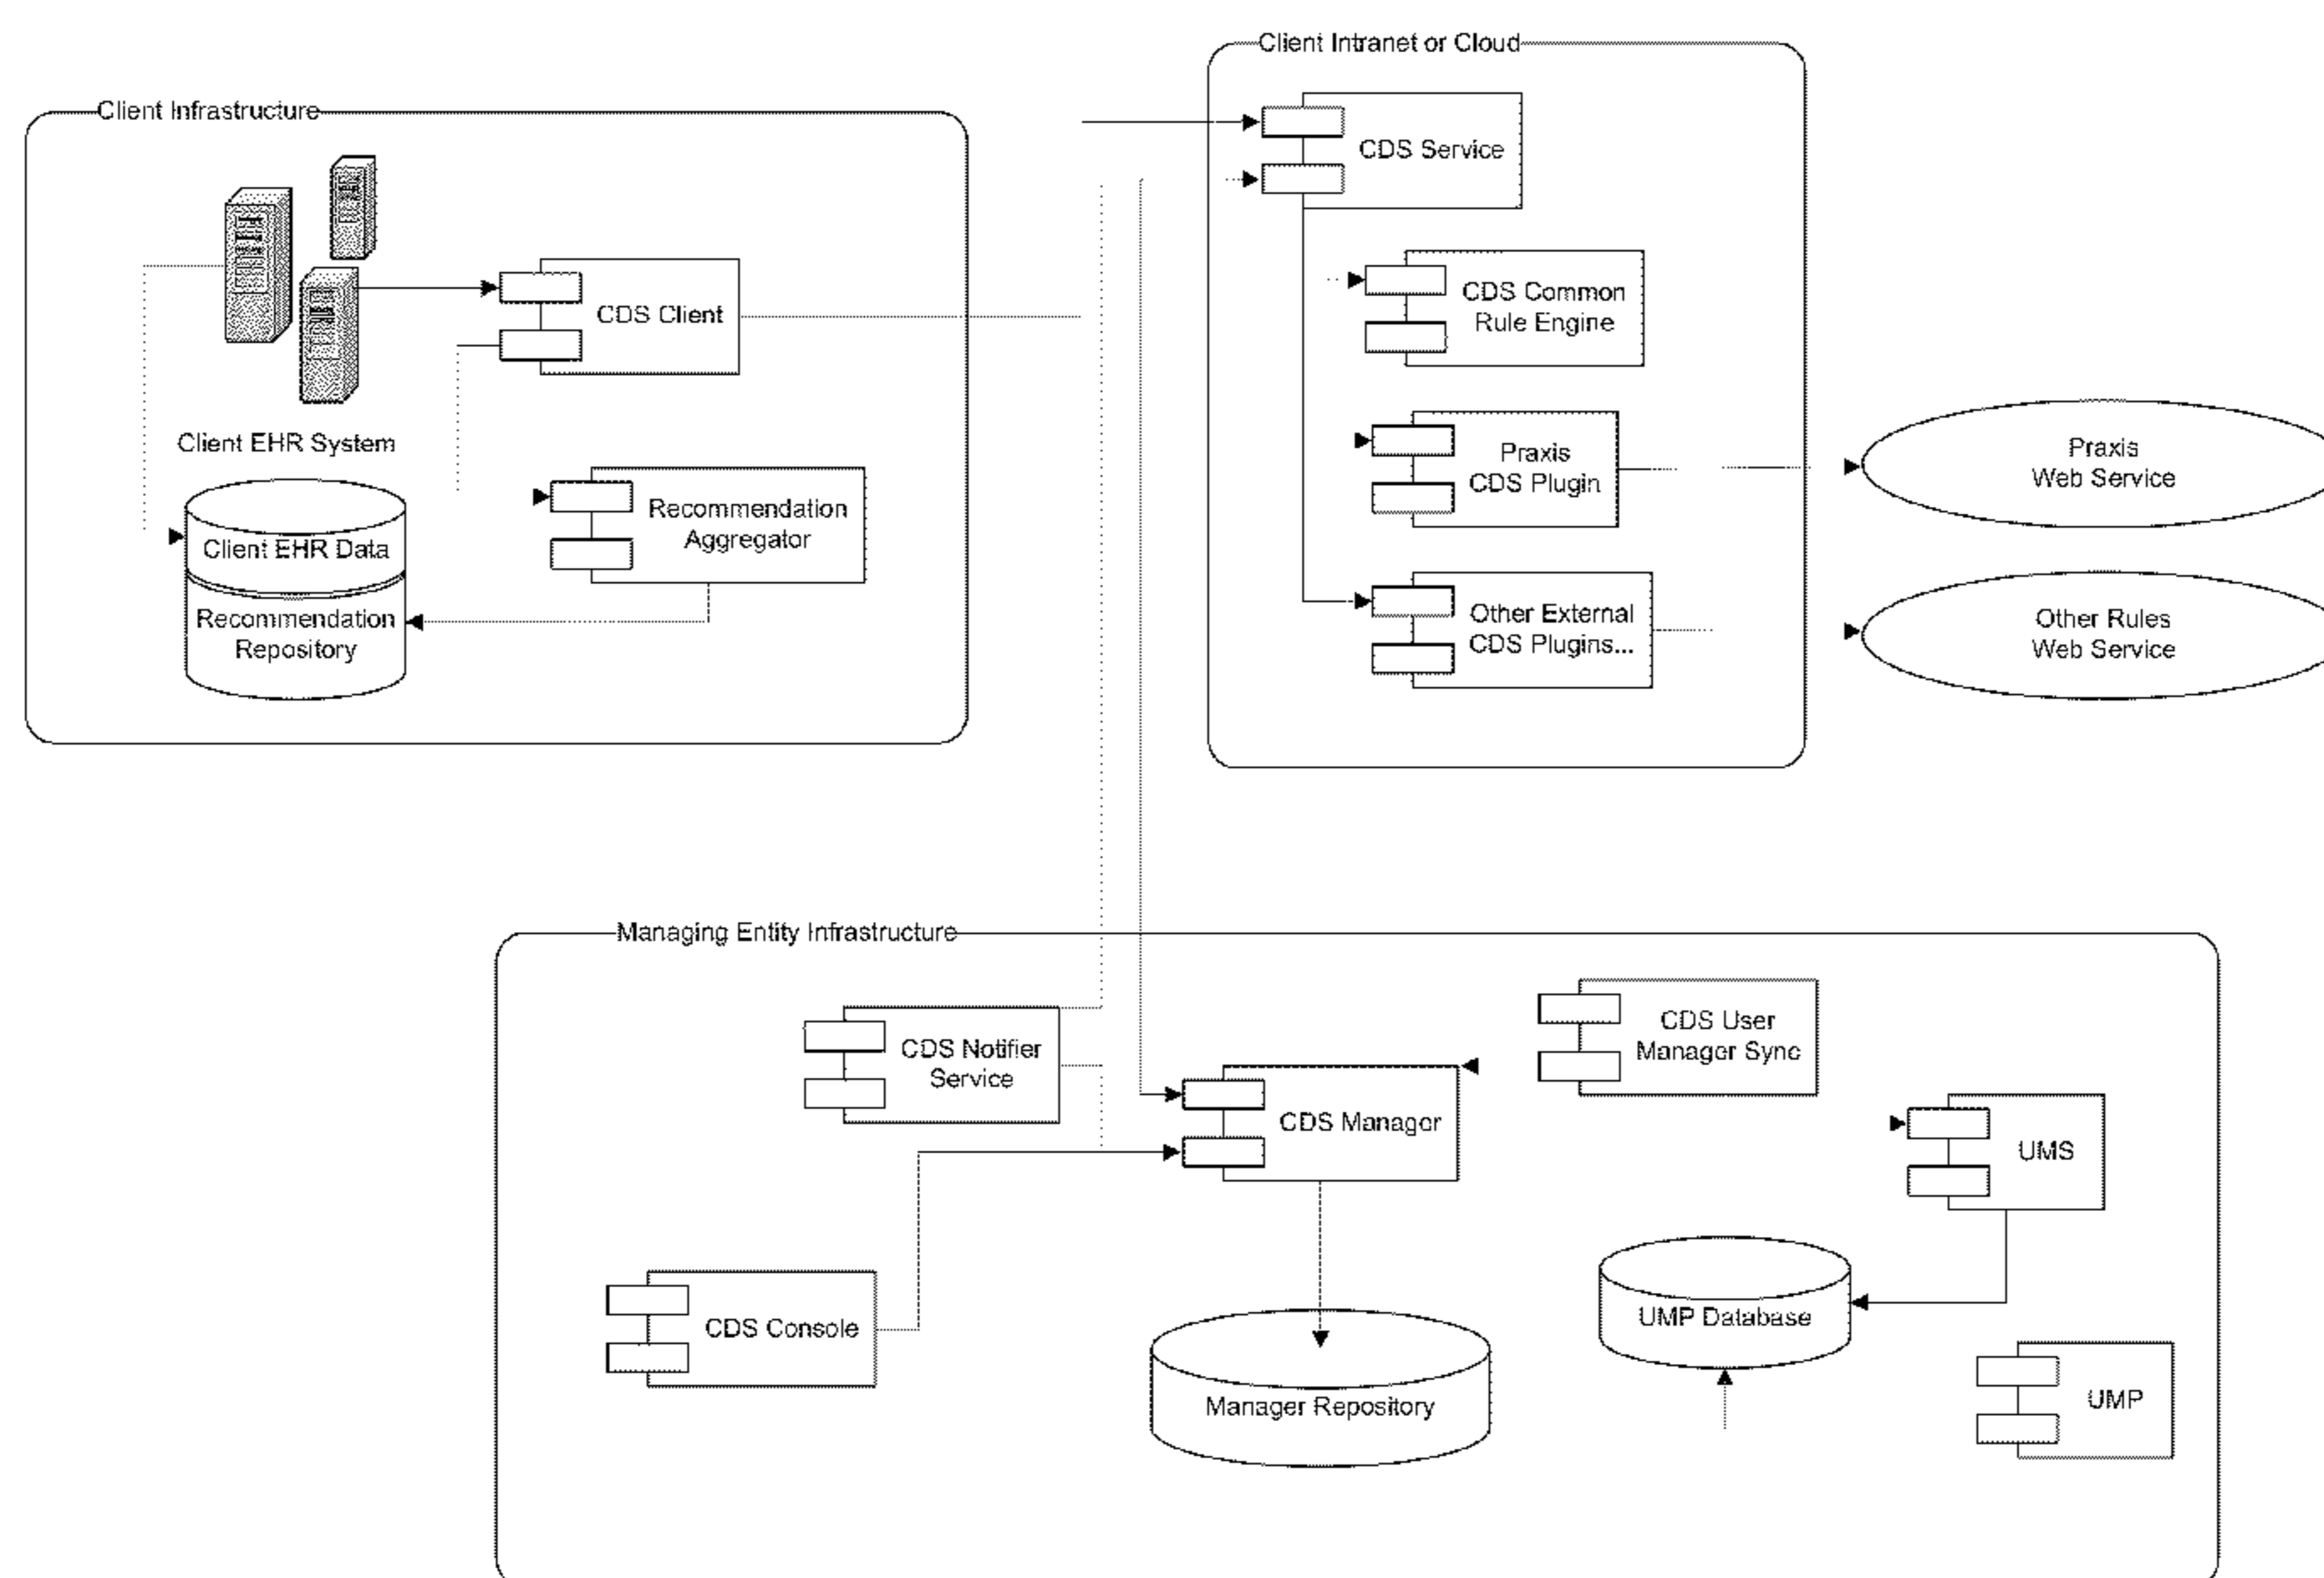 Client Intranet or Cloud
Client Infrastructure
CDS Service
CDS Client
CDS Common
Rule Engine
Client EHR System
Praxis
CDS Plugin
Praxis
Web Service
Client EHR Data
Recommendation
Aggregator
Recommendation
Repository
Other External
CDS Plugins...
Other Rules
Web Service
Managing Entity Infrastructure
CDS Notifier
Service
CDS User
Manager Sync
CDS Manager
UMS
CDS Console
UMP Database
Manager Repository
UMP